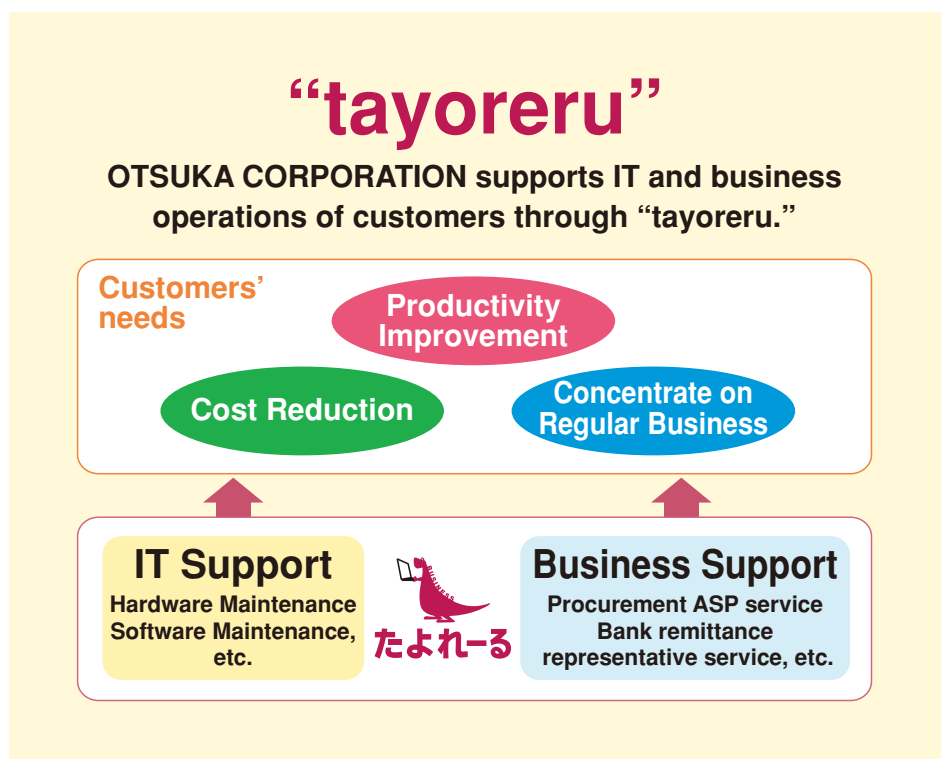 “tayoreru”
OTSUKA CORPORATION supports IT and business
operations of customers through “tayoreru.”
Customers’
needs
Productivity
Improvement
Cost Reduction
Concentrate on
Regular Business
IT Support
Hardware Maintenance
Software Maintenance,
etc.
BUSINESS
たよれーる
Business Support
Procurement ASP service
Bank remittance
representative service, etc.